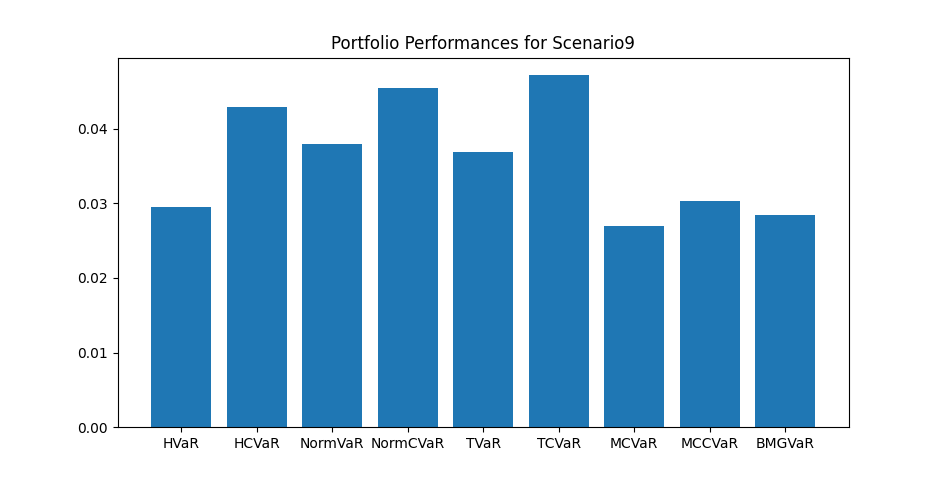 Portfolio Performances for Scenario9
0.04
0.03
0.02
0.01
0.00
HVaR HCVaR NormVaR NormCVaR TVaR TCVaR MCVaR MCCVaR BMGVaR